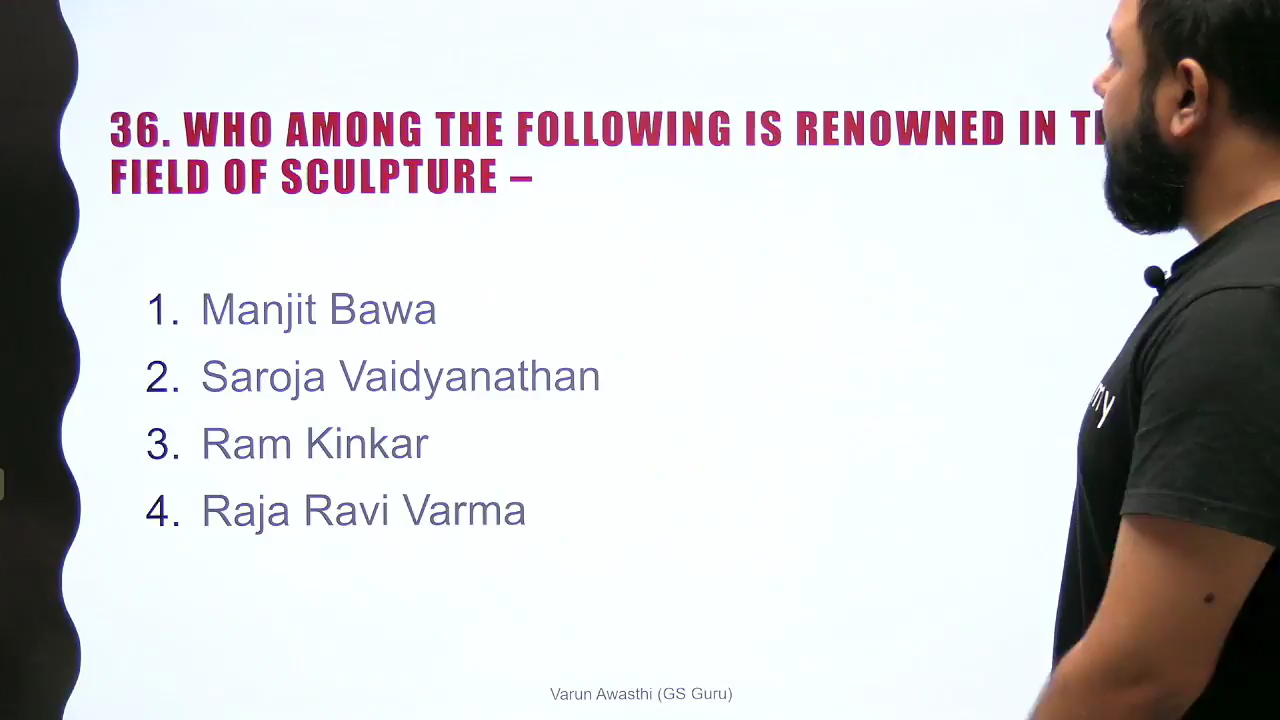 36. WHO AMONG THE FOLLOWING IS RENOWNED IN
FIELD OF SCULPTURE –
1. Manjit Bawa
2. Saroja Vaidyanathan
3. Ram Kinkar
4. Raja Ravi Varma
Varun Awasthi (GS Guru)